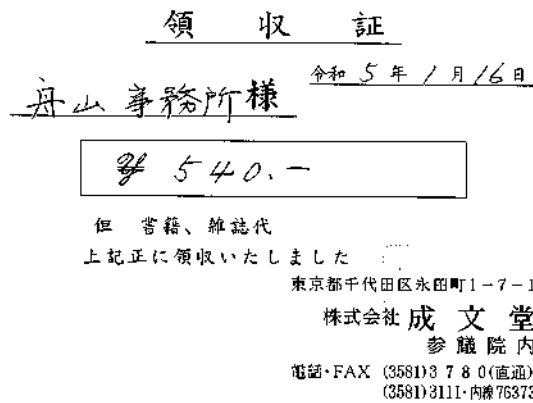 領収証
令和5年1月16日
舟山事務所様
¥540.-
但 書籍、雑誌代
上記正に領収いたしました
東京都千代田区永田町1-7-1
株式会社 成文堂
参議院内
電話・FAX (3581)3780(直通)
(3581)3111・内線76373